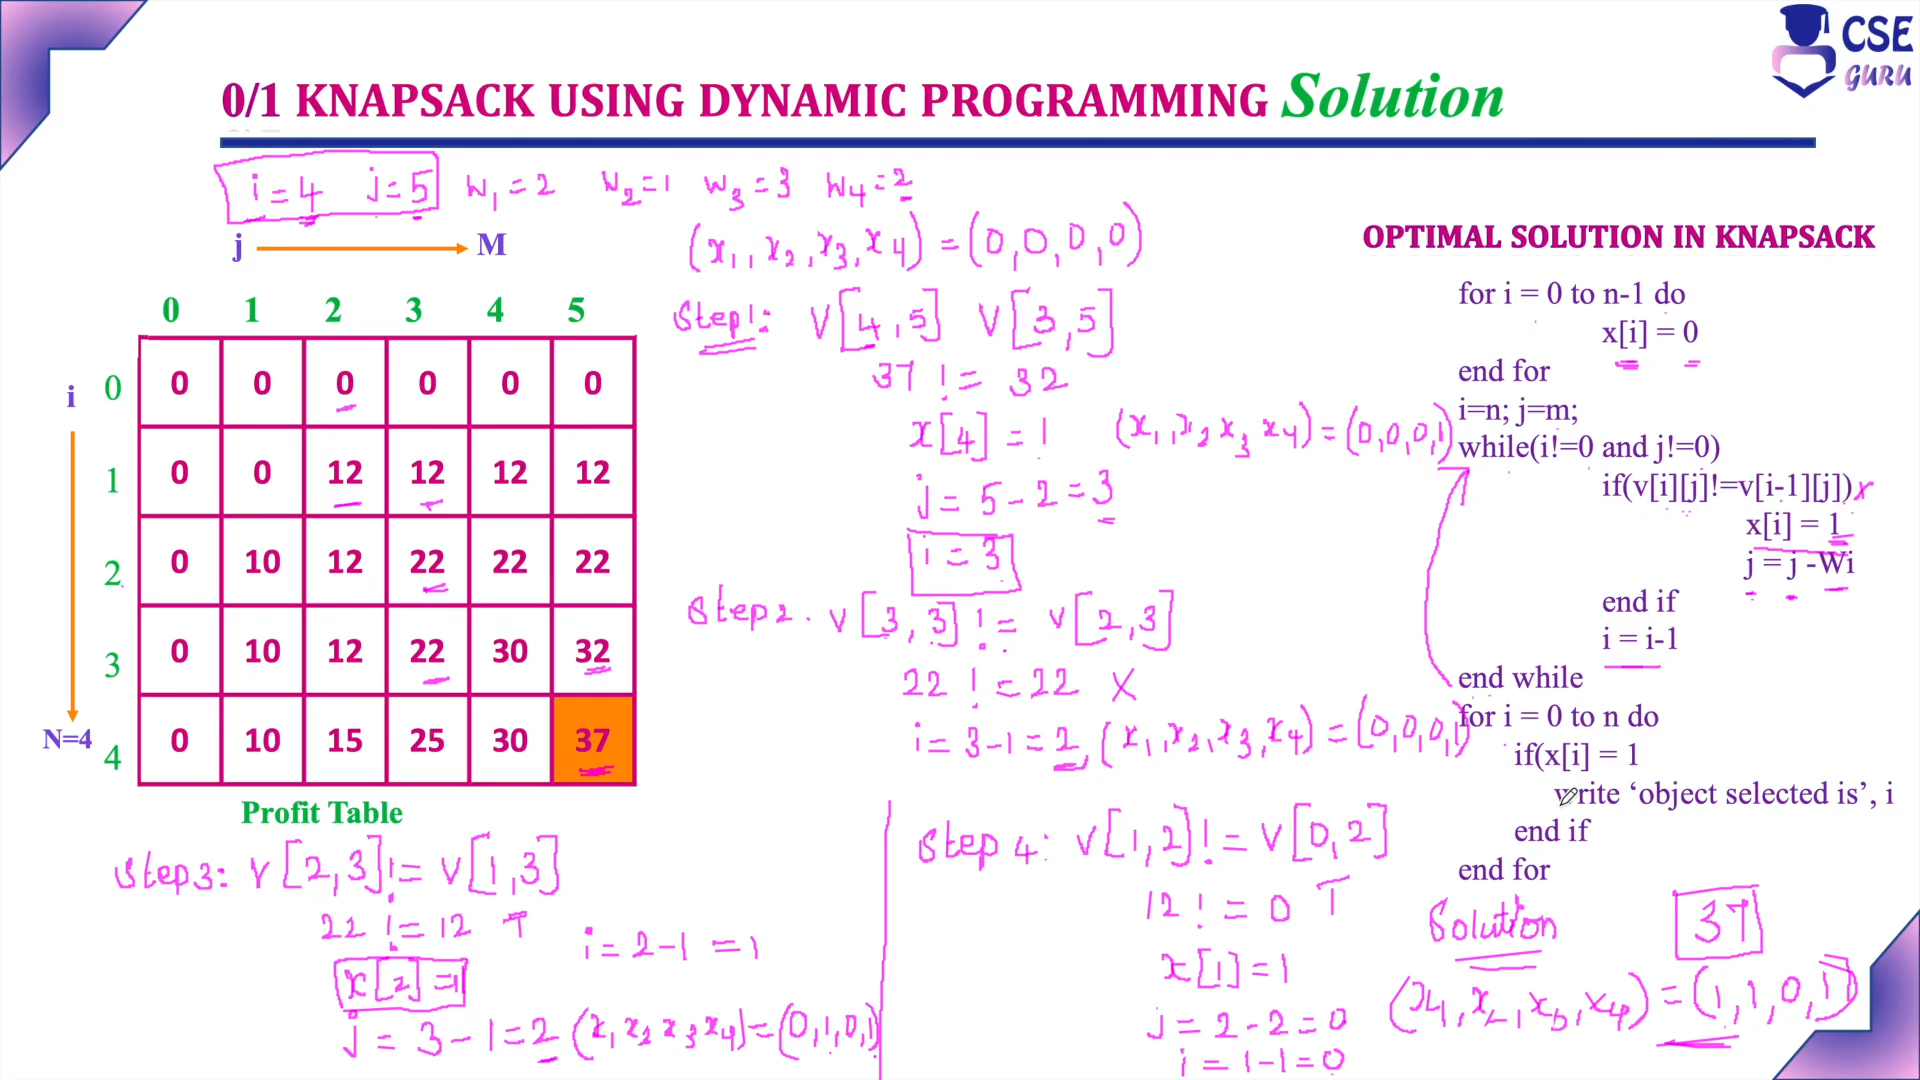 CSE
GURU
0/1 KNAPSACK USING DYNAMIC PROGRAMMING Solution
i = 4 j = 5 W1 = 2 W2 = 1 W3 = 3 W4 = 2
j M
(x1, x2, x3, x4) = (0, 0, 0, 0)
0 1 2 3 4 5
i
0 0 0 0 0 0 0
1 0 0 12 12 12 12
2 0 10 12 22 22 22
3 0 10 12 22 30 32
N=4 4 0 10 15 25 30 37
Profit Table
Step1: V[4,5] V[3,5]
37 != 32
x[4] = 1 (x1, x2 x3 x4) = (0,0,0,1)
j = 5 - 2 = 3
i = 3
Step2. V[3,3] != V[2,3]
22 != 22 X
i = 3-1 = 2, (x1, x2, x3, x4) = (0,0,0,1)
Step3: V[2,3] != V[1,3]
22 != 12 T
i = 2-1 = 1
x[2] = 1
j = 3 - 1 = 2 (x1 x2 x3 x4) = (0,1,0,1)
Step 4: V[1,2] != V[0,2]
12 != 0 T
x[1] = 1
j = 2 - 2 = 0
i = 1-1 = 0
OPTIMAL SOLUTION IN KNAPSACK
for i = 0 to n-1 do
x[i] = 0
end for
i=n; j=m;
while(i!=0 and j!=0)
if(v[i][j]!=v[i-1][j]) x
x[i] = 1
j = j -Wi
end if
i = i-1
end while
for i = 0 to n do
if(x[i] = 1
write ‘object selected is’, i
end if
end for
Solution 37
(x1, x2, x3, x4) = (1, 1, 0, 1)